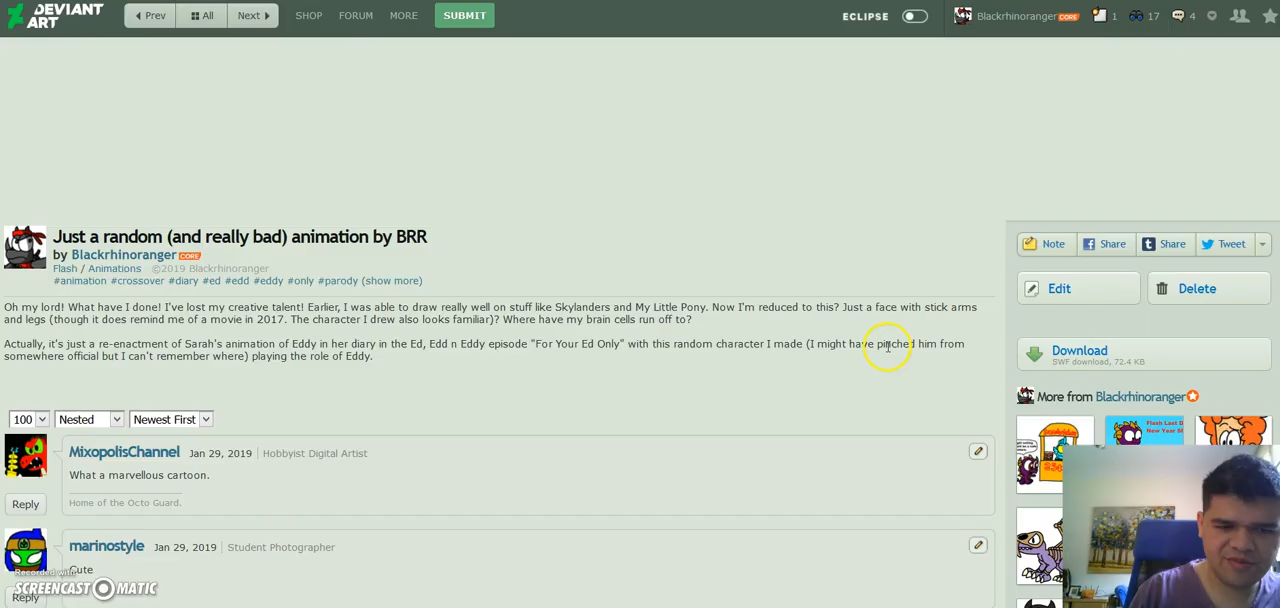 DEVIANT ART
Prev All Next SHOP FORUM MORE SUBMIT ECLIPSE Blackrhinoranger CORE 1 17 4
Just a random (and really bad) animation by BRR
by Blackrhinoranger CORE
Flash / Animations ©2019 Blackrhinoranger
#animation #crossover #diary #ed #edd #eddy #only #parody (show more)
Oh my lord! What have I done! I've lost my creative talent! Earlier, I was able to draw really well on stuff like Skylanders and My Little Pony. Now I'm reduced to this? Just a face with stick arms
and legs (though it does remind me of a movie in 2017. The character I drew also looks familiar)? Where have my brain cells run off to?
Actually, it's just a re-enactment of Sarah's animation of Eddy in her diary in the Ed, Edd n Eddy episode "For Your Ed Only" with this random character I made (I might have pinched him from
somewhere official but I can't remember where) playing the role of Eddy.
Note Share Share Tweet
Edit Delete
Download
SWF download, 72.4 KB
More from Blackrhinoranger
Flash Last D
New Year S
100 Nested Newest First
MixopolisChannel Jan 29, 2019 Hobbyist Digital Artist
What a marvellous cartoon.
Home of the Octo Guard.
Reply
marinostyle Jan 29, 2019 Student Photographer
Cute
Reply
Recorded with
SCREENCAST MATIC